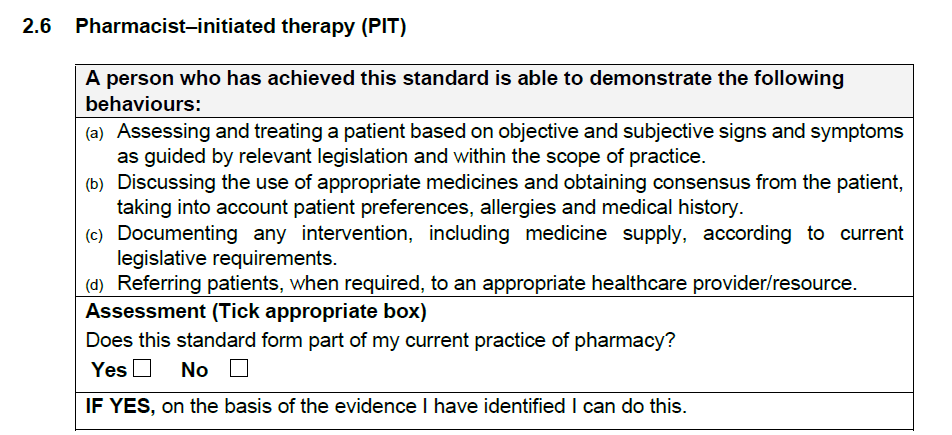 2.6 Pharmacist–initiated therapy (PIT)
A person who has achieved this standard is able to demonstrate the following
behaviours:
(a) Assessing and treating a patient based on objective and subjective signs and symptoms
as guided by relevant legislation and within the scope of practice.
(b) Discussing the use of appropriate medicines and obtaining consensus from the patient,
taking into account patient preferences, allergies and medical history.
(c) Documenting any intervention, including medicine supply, according to current
legislative requirements.
(d) Referring patients, when required, to an appropriate healthcare provider/resource.
Assessment (Tick appropriate box)
Does this standard form part of my current practice of pharmacy?
Yes☐ No ☐
IF YES, on the basis of the evidence I have identified I can do this.